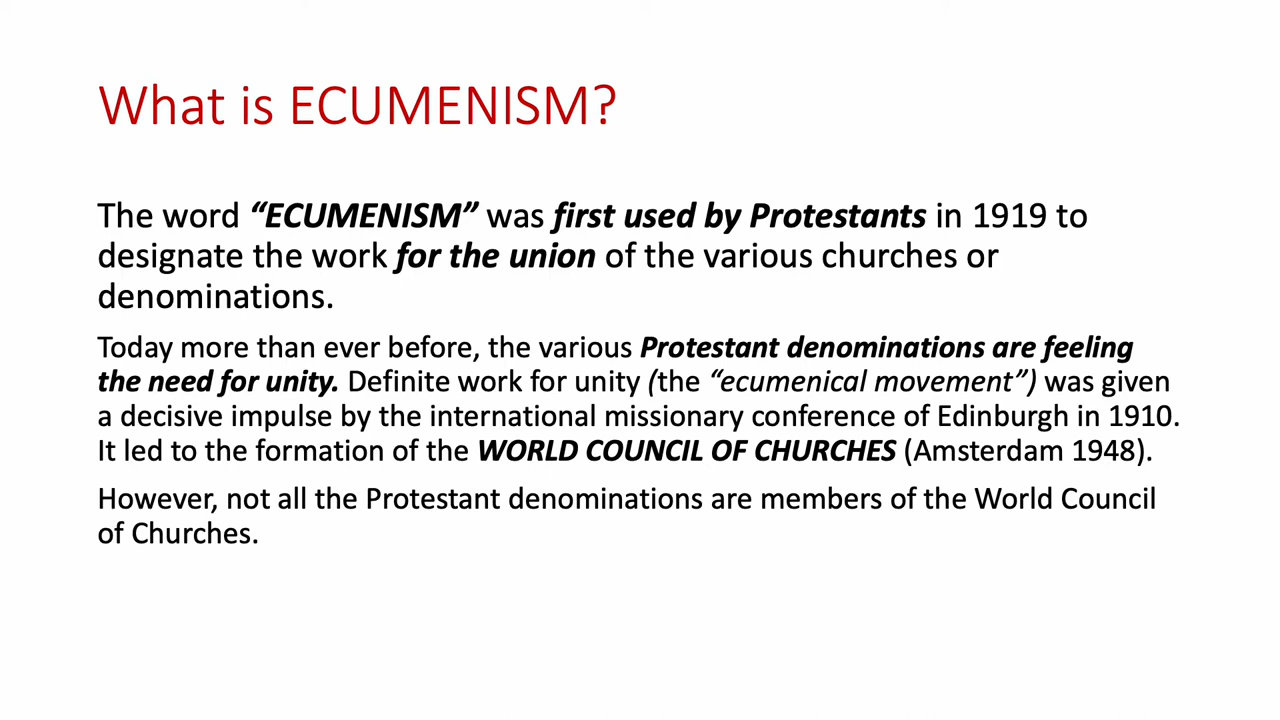 What is ECUMENISM?
The word “ECUMENISM” was first used by Protestants in 1919 to
designate the work for the union of the various churches or
denominations.
Today more than ever before, the various Protestant denominations are feeling
the need for unity. Definite work for unity (the “ecumenical movement”) was given
a decisive impulse by the international missionary conference of Edinburgh in 1910.
It led to the formation of the WORLD COUNCIL OF CHURCHES (Amsterdam 1948).
However, not all the Protestant denominations are members of the World Council
of Churches.